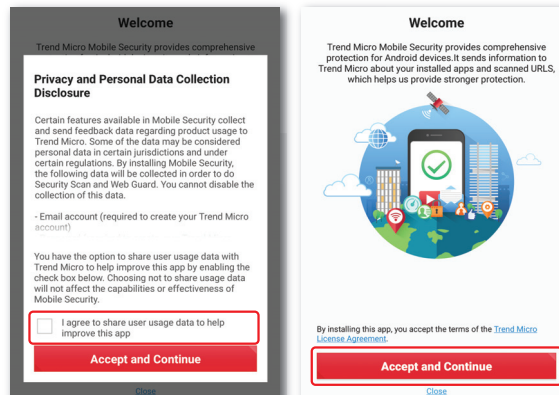 Welcome
Trend Micro Mobile Security provides comprehensive
Privacy and Personal Data Collection
Disclosure
Certain features available in Mobile Security collect
and send feedback data regarding product usage to
Trend Micro. Some of the data may be considered
personal data in certain jurisdictions and under
certain regulations. By installing Mobile Security,
the following data will be collected in order to do
Security Scan and Web Guard. You cannot disable the
collection of this data.
- Email account (required to create your Trend Micro
account)
You have the option to share user usage data with
Trend Micro to help improve this app by enabling the
check box below. Choosing not to share usage data
will not affect the capabilities or effectiveness of
Mobile Security.
I agree to share user usage data to help
improve this app
Accept and Continue
Close
Welcome
Trend Micro Mobile Security provides comprehensive
protection for Android devices.It sends information to
Trend Micro about your installed apps and scanned URLS,
which helps us provide stronger protection.
By installing this app, you accept the terms of the Trend Micro
License Agreement.
Accept and Continue
Close